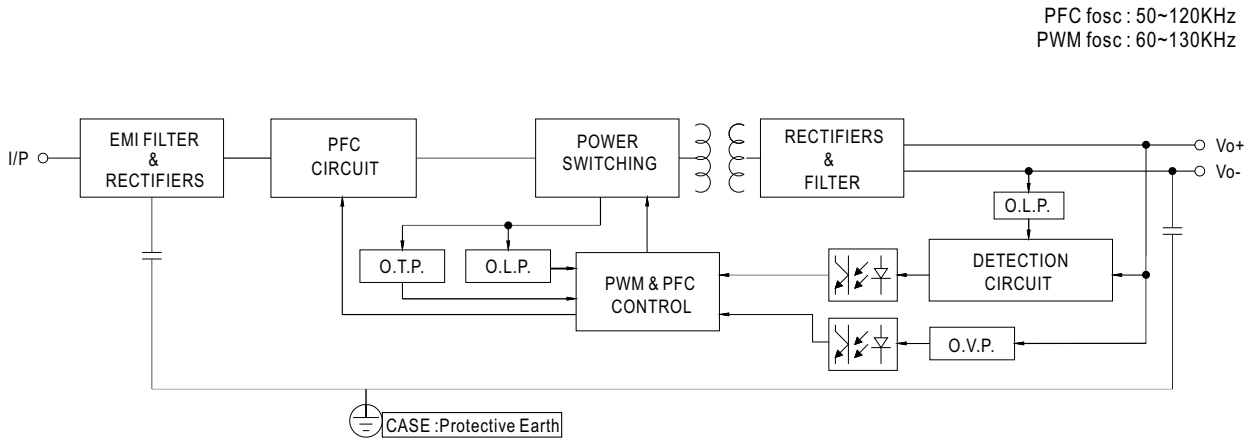 PFC fosc : 50~120KHz
PWM fosc : 60~130KHz
I/P
EMI FILTER
&
RECTIFIERS
PFC
CIRCUIT
POWER
SWITCHING
RECTIFIERS
&
FILTER
Vo+
Vo-
O.L.P.
O.T.P.
O.L.P.
PWM & PFC
CONTROL
DETECTION
CIRCUIT
O.V.P.
CASE :Protective Earth